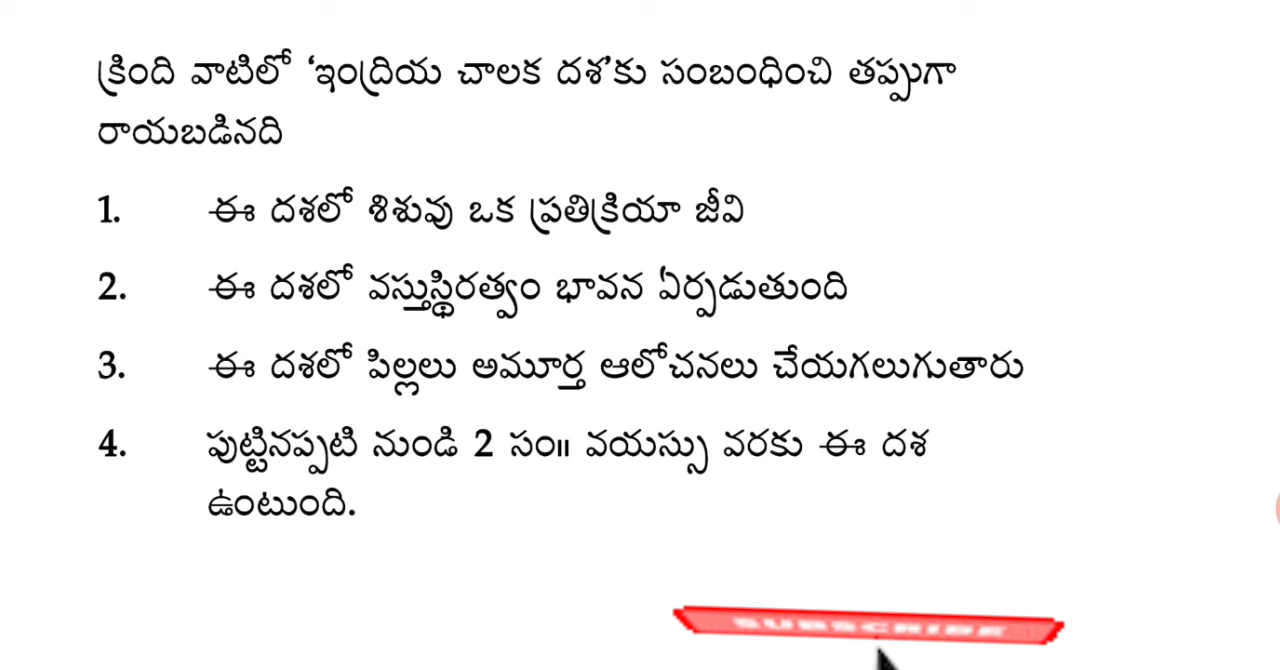 క్రింది వాటిలో ‘ఇంద్రియ చాలక దశ’కు సంబంధించి తప్పుగా
రాయబడినది
1. ఈ దశలో శిశువు ఒక ప్రతిక్రియా జీవి
2. ఈ దశలో వస్తుస్థిరత్వం భావన ఏర్పడుతుంది
3. ఈ దశలో పిల్లలు అమూర్త ఆలోచనలు చేయగలుగుతారు
4. పుట్టినప్పటి నుండి 2 సం॥ వయస్సు వరకు ఈ దశ
ఉంటుంది.
SUBSCRIBE